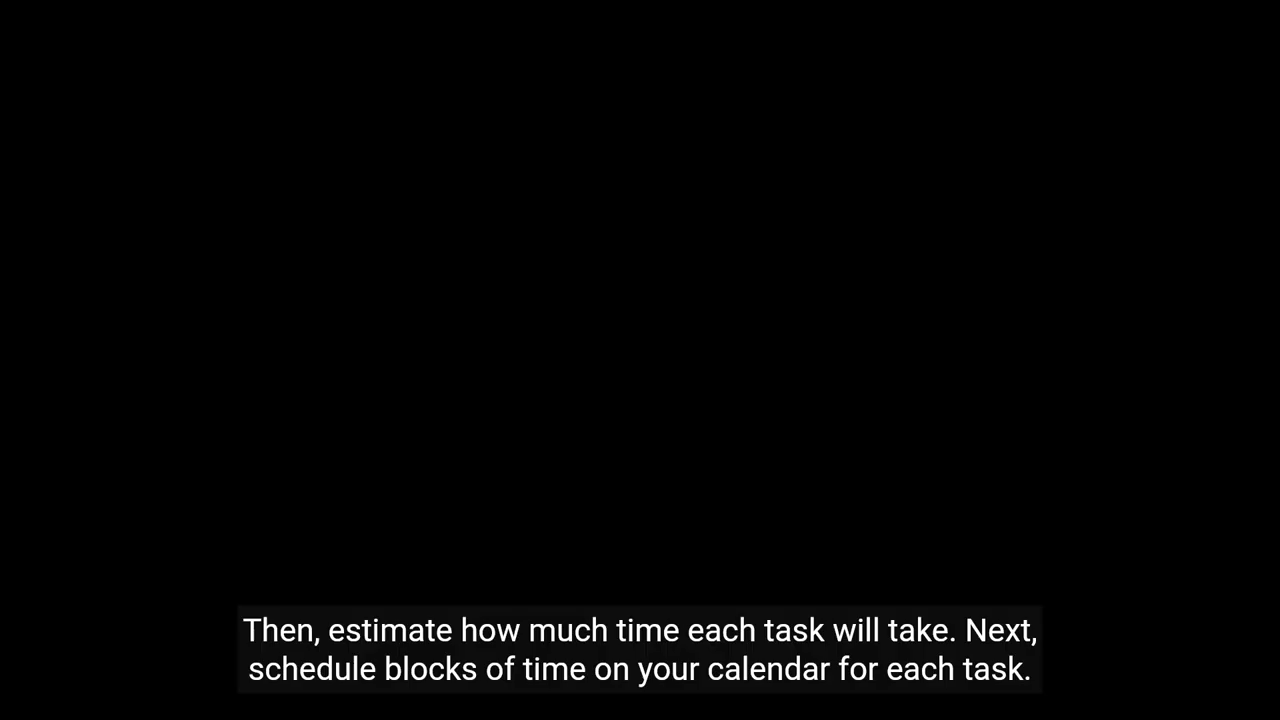 Then, estimate how much time each task will take. Next,
schedule blocks of time on your calendar for each task.